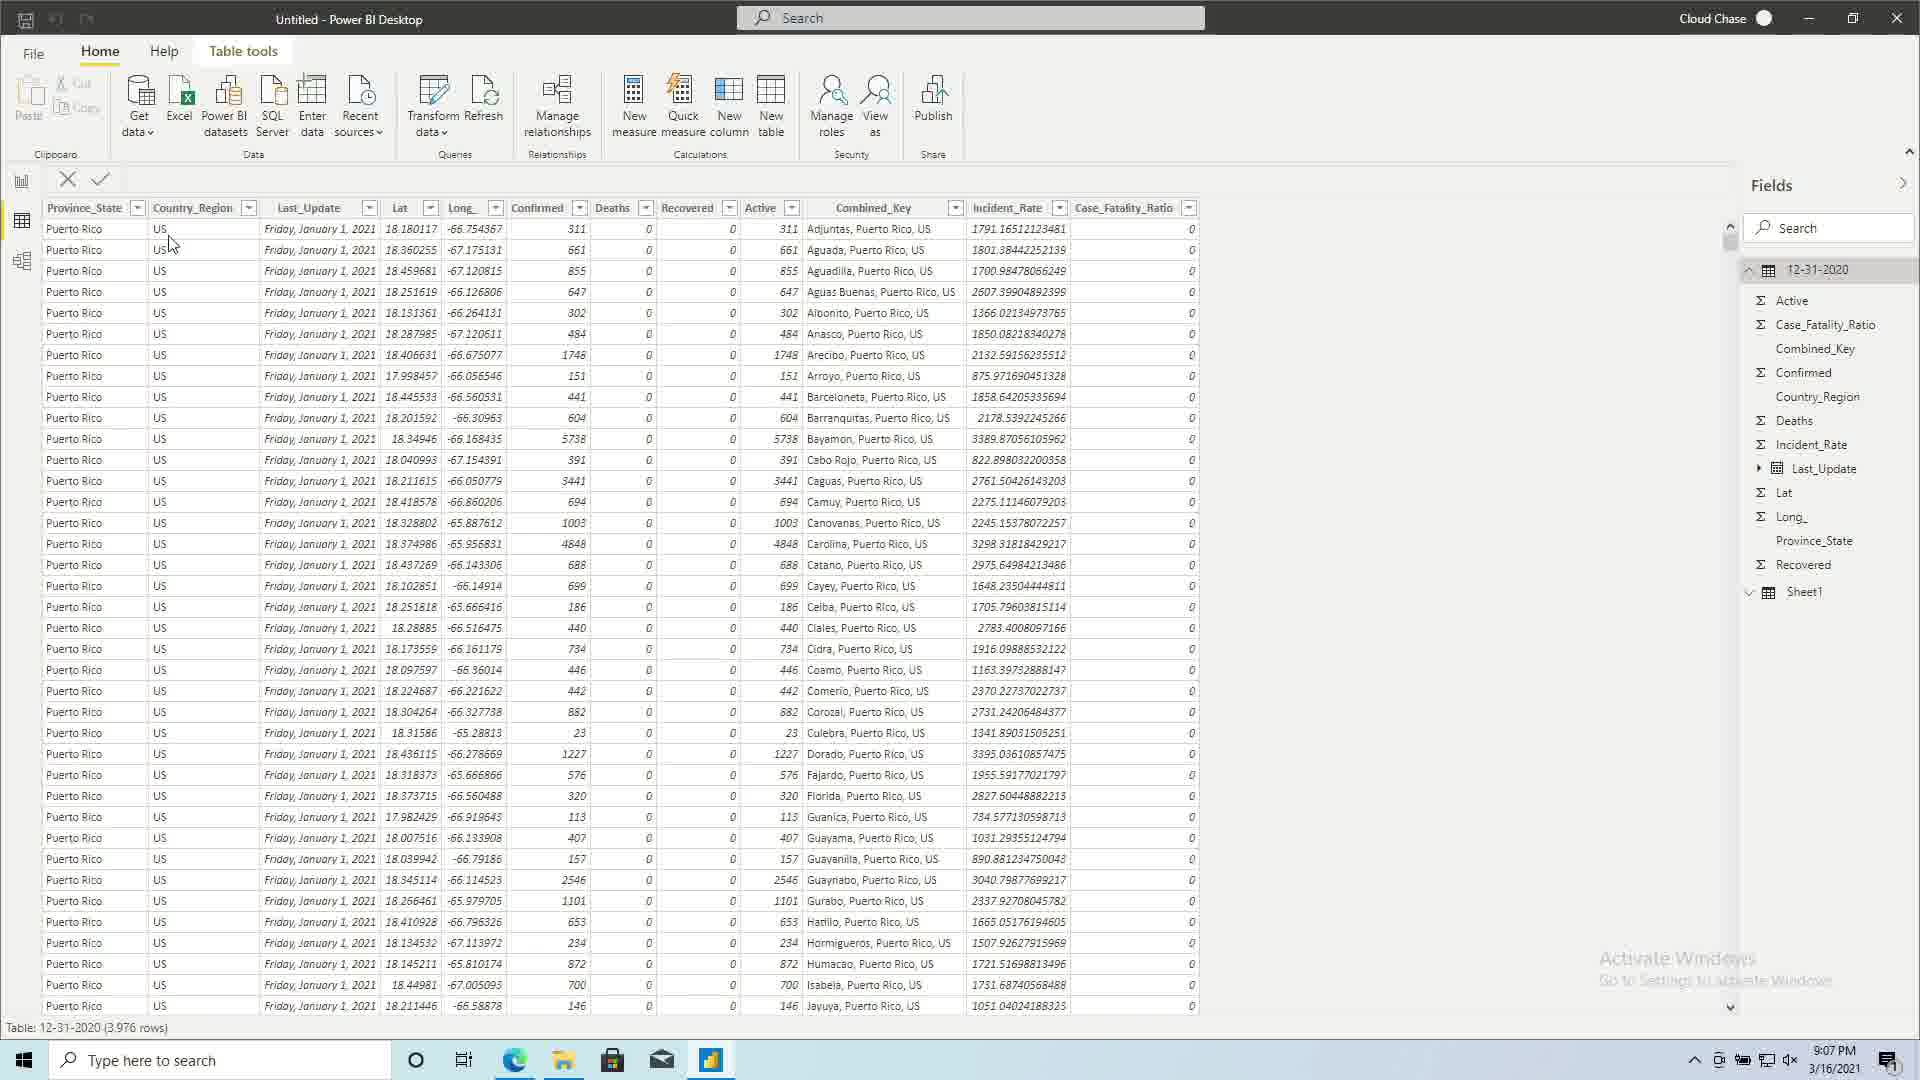 Untitled - Power BI Desktop
Search
Cloud Chase
File
Home
Help
Table tools
Paste
Cut
Copy
Get data
Excel
Power BI datasets
SQL Server
Enter data
Recent sources
Transform data
Refresh
Manage relationships
New measure
Quick measure
New column
New table
Manage roles
View as
Publish
Clipboard
Data
Queries
Relationships
Calculations
Security
Share
Province_State Country_Region Last_Update Lat Long_ Confirmed Deaths Recovered Active Combined_Key Incident_Rate Case_Fatality_Ratio
Puerto Rico US Friday, January 1, 2021 18.180117 -66.754367 311 0 0 311 Adjuntas, Puerto Rico, US 1791.16512123481 0
Puerto Rico US Friday, January 1, 2021 18.360255 -67.175131 661 0 0 661 Aguada, Puerto Rico, US 1801.38442252139 0
Puerto Rico US Friday, January 1, 2021 18.459681 -67.120815 855 0 0 855 Aguadilla, Puerto Rico, US 1700.98478066249 0
Puerto Rico US Friday, January 1, 2021 18.251619 -66.126806 647 0 0 647 Aguas Buenas, Puerto Rico, US 2607.39904892399 0
Puerto Rico US Friday, January 1, 2021 18.131361 -66.264131 302 0 0 302 Aibonito, Puerto Rico, US 1366.02134973765 0
Puerto Rico US Friday, January 1, 2021 18.287985 -67.120611 484 0 0 484 Anasco, Puerto Rico, US 1850.08218340278 0
Puerto Rico US Friday, January 1, 2021 18.406631 -66.675077 1748 0 0 1748 Arecibo, Puerto Rico, US 2132.59156235512 0
Puerto Rico US Friday, January 1, 2021 17.998457 -66.056546 151 0 0 151 Arroyo, Puerto Rico, US 875.971690451328 0
Puerto Rico US Friday, January 1, 2021 18.445533 -66.560531 441 0 0 441 Barceloneta, Puerto Rico, US 1858.64205335694 0
Puerto Rico US Friday, January 1, 2021 18.201592 -66.30963 604 0 0 604 Barranquitas, Puerto Rico, US 2178.5392245266 0
Puerto Rico US Friday, January 1, 2021 18.34946 -66.168435 5738 0 0 5738 Bayamon, Puerto Rico, US 3389.87056105962 0
Puerto Rico US Friday, January 1, 2021 18.040993 -67.154391 391 0 0 391 Cabo Rojo, Puerto Rico, US 822.898032200358 0
Puerto Rico US Friday, January 1, 2021 18.211615 -66.050779 3441 0 0 3441 Caguas, Puerto Rico, US 2761.50426143203 0
Puerto Rico US Friday, January 1, 2021 18.418578 -66.860206 694 0 0 694 Camuy, Puerto Rico, US 2275.11146079203 0
Puerto Rico US Friday, January 1, 2021 18.328802 -65.887612 1003 0 0 1003 Canovanas, Puerto Rico, US 2245.15378072257 0
Puerto Rico US Friday, January 1, 2021 18.374986 -65.956831 4848 0 0 4848 Carolina, Puerto Rico, US 3298.31818429217 0
Puerto Rico US Friday, January 1, 2021 18.437269 -66.143306 688 0 0 688 Catano, Puerto Rico, US 2975.64984213486 0
Puerto Rico US Friday, January 1, 2021 18.102851 -66.14914 699 0 0 699 Cayey, Puerto Rico, US 1648.23504444811 0
Puerto Rico US Friday, January 1, 2021 18.251818 -65.666416 186 0 0 186 Ceiba, Puerto Rico, US 1705.79603815114 0
Puerto Rico US Friday, January 1, 2021 18.28885 -66.516475 440 0 0 440 Ciales, Puerto Rico, US 2783.4008097166 0
Puerto Rico US Friday, January 1, 2021 18.173559 -66.161179 734 0 0 734 Cidra, Puerto Rico, US 1916.09888532122 0
Puerto Rico US Friday, January 1, 2021 18.097597 -66.36014 446 0 0 446 Coamo, Puerto Rico, US 1163.39732888147 0
Puerto Rico US Friday, January 1, 2021 18.224687 -66.221622 442 0 0 442 Comerio, Puerto Rico, US 2370.22737022737 0
Puerto Rico US Friday, January 1, 2021 18.304264 -66.327738 882 0 0 882 Corozal, Puerto Rico, US 2731.24206484377 0
Puerto Rico US Friday, January 1, 2021 18.31586 -65.28813 23 0 0 23 Culebra, Puerto Rico, US 1341.89031505251 0
Puerto Rico US Friday, January 1, 2021 18.436115 -66.278669 1227 0 0 1227 Dorado, Puerto Rico, US 3395.03610857475 0
Puerto Rico US Friday, January 1, 2021 18.318373 -65.666866 576 0 0 576 Fajardo, Puerto Rico, US 1955.59177021797 0
Puerto Rico US Friday, January 1, 2021 18.373715 -66.560488 320 0 0 320 Florida, Puerto Rico, US 2827.60448882213 0
Puerto Rico US Friday, January 1, 2021 17.982429 -66.919643 113 0 0 113 Guanica, Puerto Rico, US 734.577130598713 0
Puerto Rico US Friday, January 1, 2021 18.007516 -66.133908 407 0 0 407 Guayama, Puerto Rico, US 1031.29355124794 0
Puerto Rico US Friday, January 1, 2021 18.039942 -66.79186 157 0 0 157 Guayanilla, Puerto Rico, US 890.881234750043 0
Puerto Rico US Friday, January 1, 2021 18.345114 -66.114523 2546 0 0 2546 Guaynabo, Puerto Rico, US 3040.79877699217 0
Puerto Rico US Friday, January 1, 2021 18.266461 -65.979705 1101 0 0 1101 Gurabo, Puerto Rico, US 2337.92708045782 0
Puerto Rico US Friday, January 1, 2021 18.410928 -66.796326 653 0 0 653 Hatillo, Puerto Rico, US 1665.05176194605 0
Puerto Rico US Friday, January 1, 2021 18.134532 -67.113972 234 0 0 234 Hormigueros, Puerto Rico, US 1507.92627915969 0
Puerto Rico US Friday, January 1, 2021 18.145211 -65.810174 872 0 0 872 Humacao, Puerto Rico, US 1721.51698813496 0
Puerto Rico US Friday, January 1, 2021 18.44981 -67.005093 700 0 0 700 Isabela, Puerto Rico, US 1731.68740568488 0
Puerto Rico US Friday, January 1, 2021 18.211446 -66.58878 146 0 0 146 Jayuya, Puerto Rico, US 1051.04024188323 0
Fields
Search
12-31-2020
Active
Case_Fatality_Ratio
Combined_Key
Confirmed
Country_Region
Deaths
Incident_Rate
Last_Update
Lat
Long_
Province_State
Recovered
Sheet1
Activate Windows
Go to Settings to activate Windows.
Table: 12-31-2020 (3,976 rows)
Type here to search
9:07 PM
3/16/2021
1